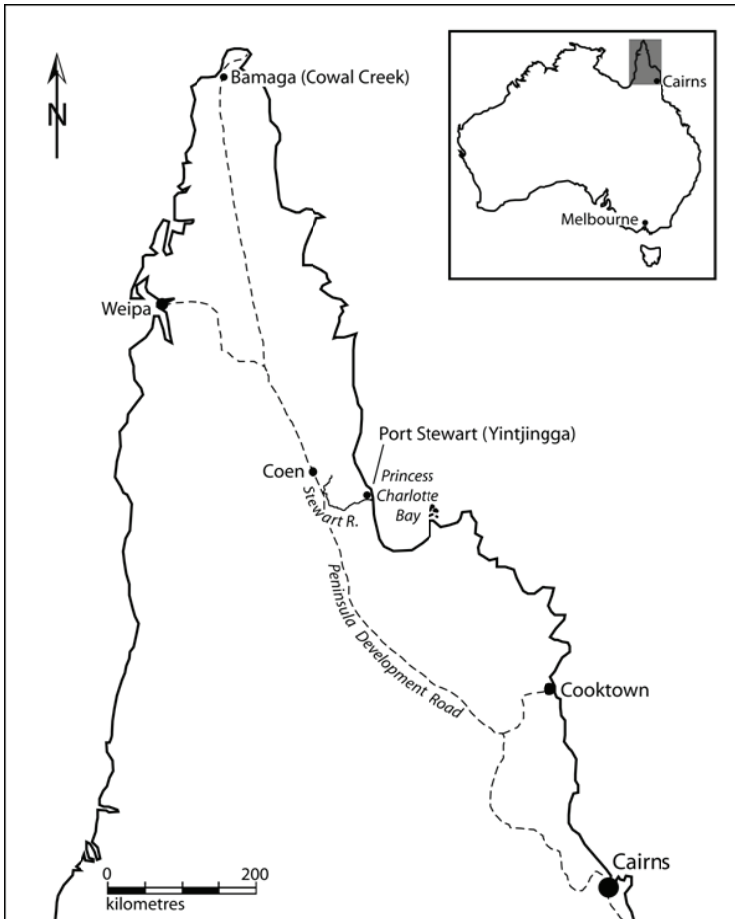 N
Bamaga (Cowal Creek)
Cairns
Melbourne
Weipa
Port Stewart (Yintjingga)
Coen
Princess
Charlotte
Bay
Stewart R.
Peninsula Development Road
Cooktown
Cairns
0 200
kilometres